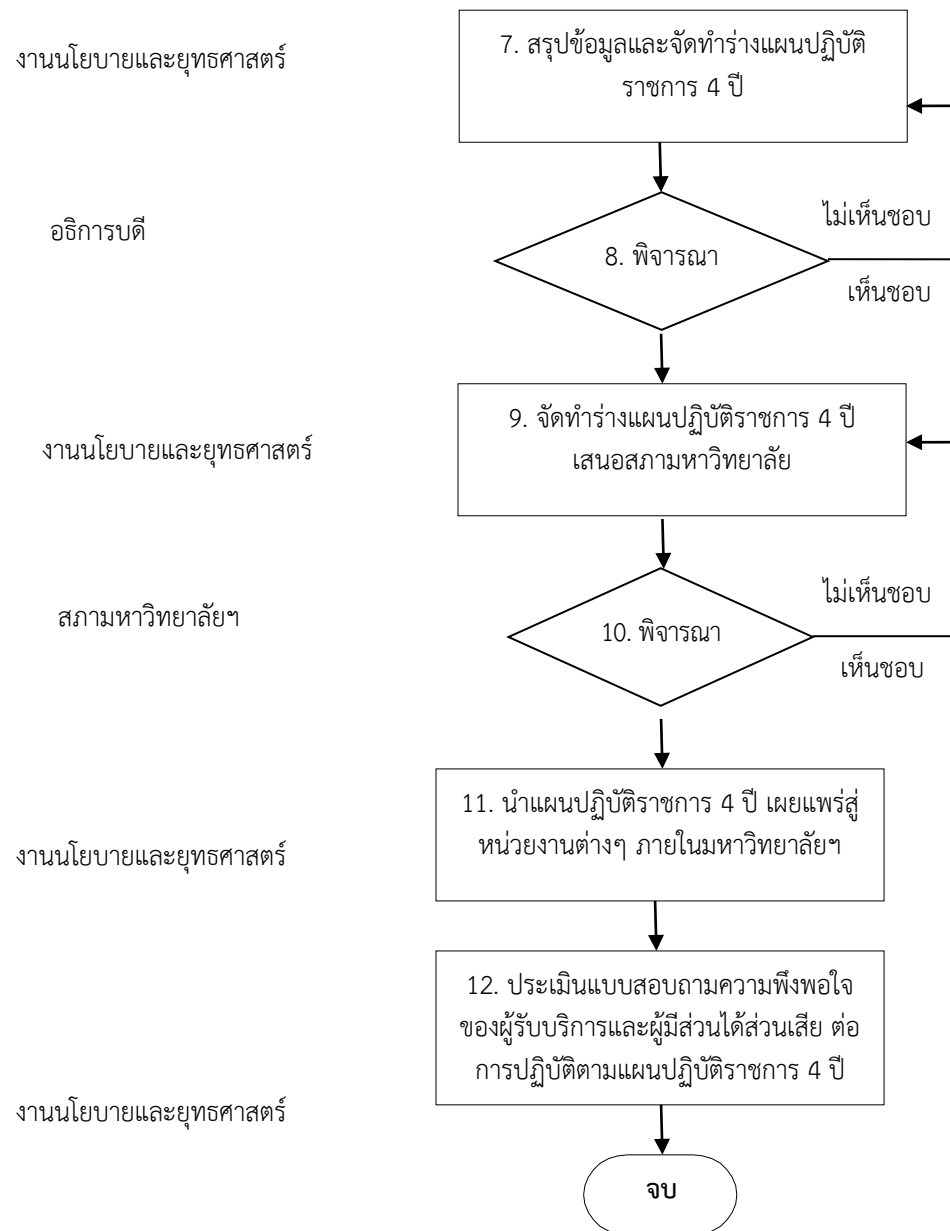 งานนโยบายและยุทธศาสตร์
7. สรุปข้อมูลและจัดทำร่างแผนปฏิบัติ
ราชการ 4 ปี
อธิการบดี
8. พิจารณา
ไม่เห็นชอบ
เห็นชอบ
งานนโยบายและยุทธศาสตร์
9. จัดทำร่างแผนปฏิบัติราชการ 4 ปี
เสนอสภามหาวิทยาลัย
สภามหาวิทยาลัยฯ
10. พิจารณา
ไม่เห็นชอบ
เห็นชอบ
งานนโยบายและยุทธศาสตร์
11. นำแผนปฏิบัติราชการ 4 ปี เผยแพร่สู่
หน่วยงานต่างๆ ภายในมหาวิทยาลัยฯ
12. ประเมินแบบสอบถามความพึงพอใจ
ของผู้รับบริการและผู้มีส่วนได้ส่วนเสีย ต่อ
การปฏิบัติตามแผนปฏิบัติราชการ 4 ปี
งานนโยบายและยุทธศาสตร์
จบ